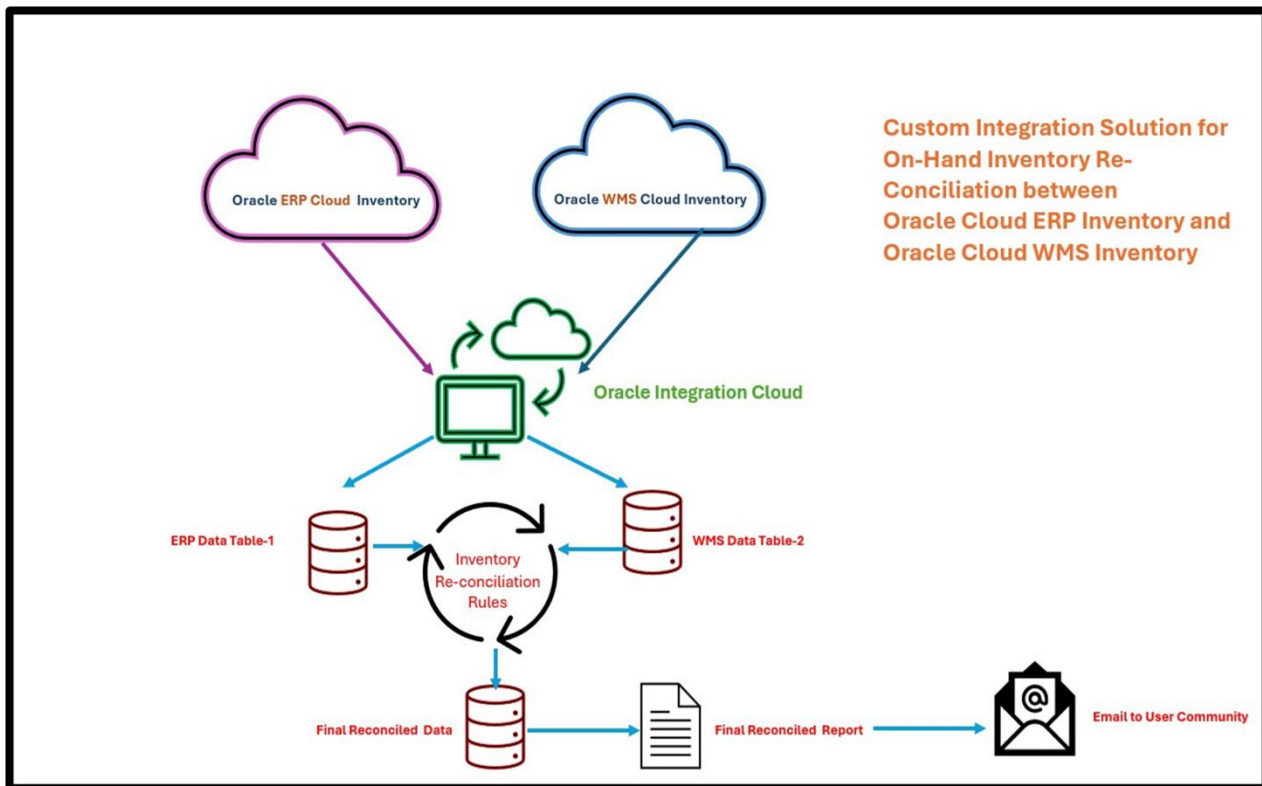 Oracle ERP Cloud Inventory
Oracle WMS Cloud Inventory
Custom Integration Solution for
On-Hand Inventory Re-
Conciliation between
Oracle Cloud ERP Inventory and
Oracle Cloud WMS Inventory
Oracle Integration Cloud
ERP Data Table-1
WMS Data Table-2
Inventory
Re-conciliation
Rules
Final Reconciled Data
Final Reconciled Report
@
Email to User Community